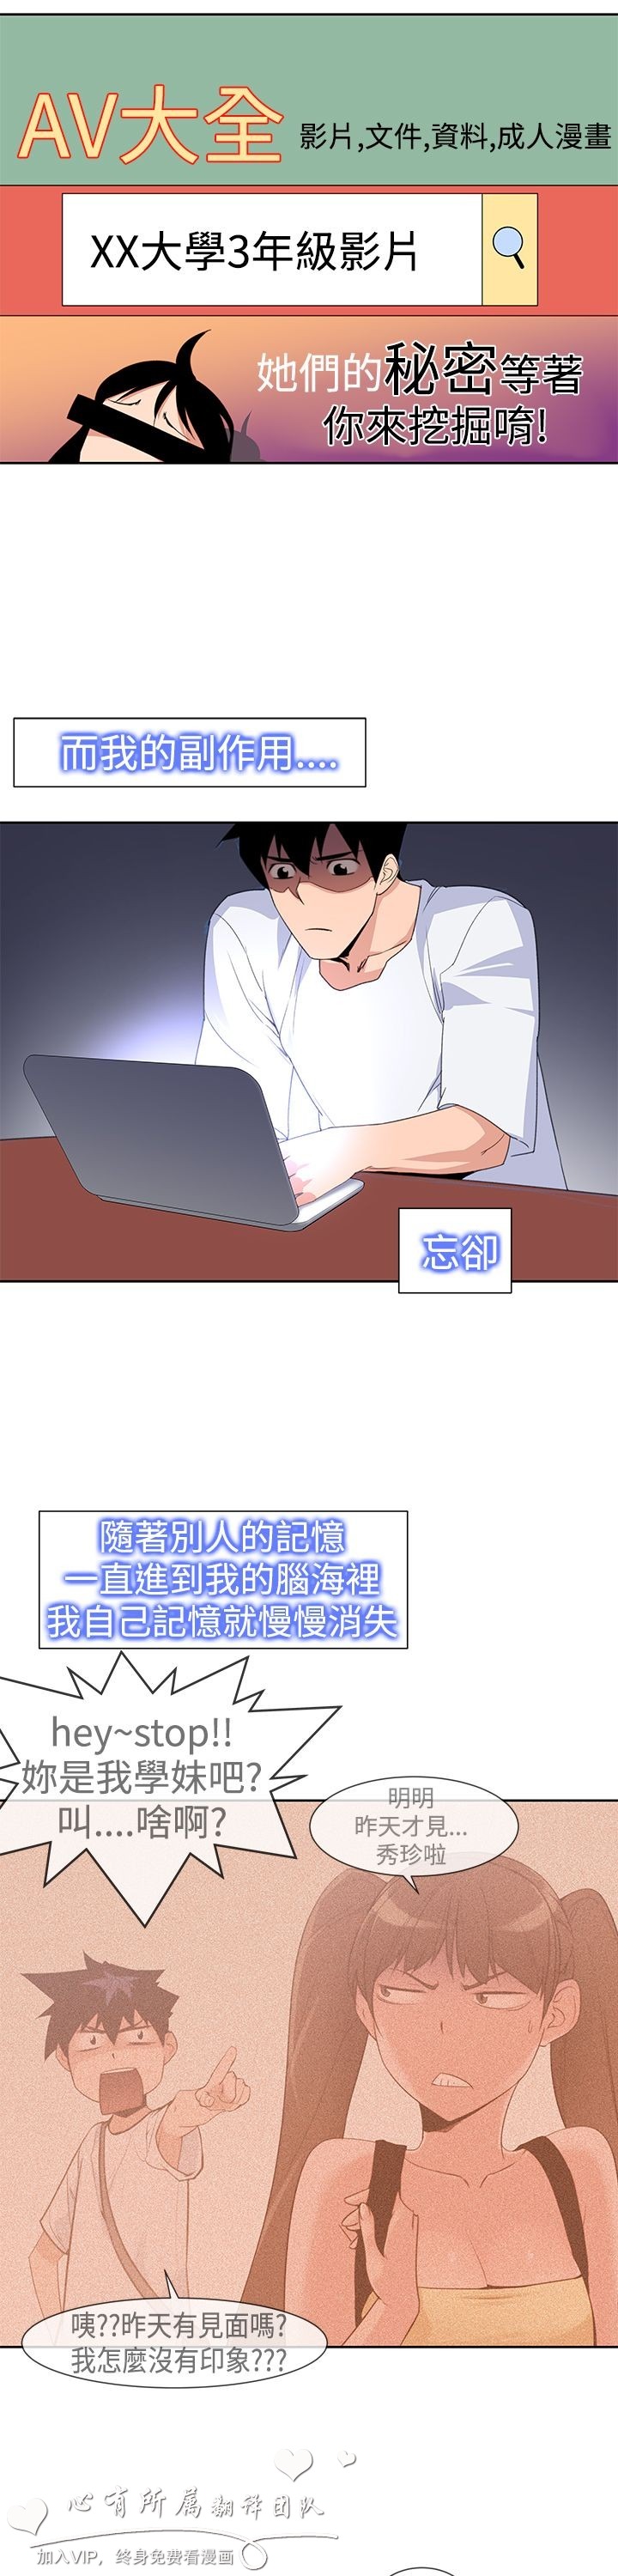 AV大全 影片,文件,資料,成人漫畫
XX大學3年級影片
她們的秘密等著
你來挖掘唷!
而我的副作用....
忘卻
隨著別人的記憶
一直進到我的腦海裡
我自己記憶就慢慢消失
hey~stop!!
妳是我學妹吧?
叫....啥啊?
明明
昨天才見...
秀珍啦
咦??昨天有見面嗎?
我怎麼沒有印象???
心有所属翻译团队
加入VIP，终身免费看漫画